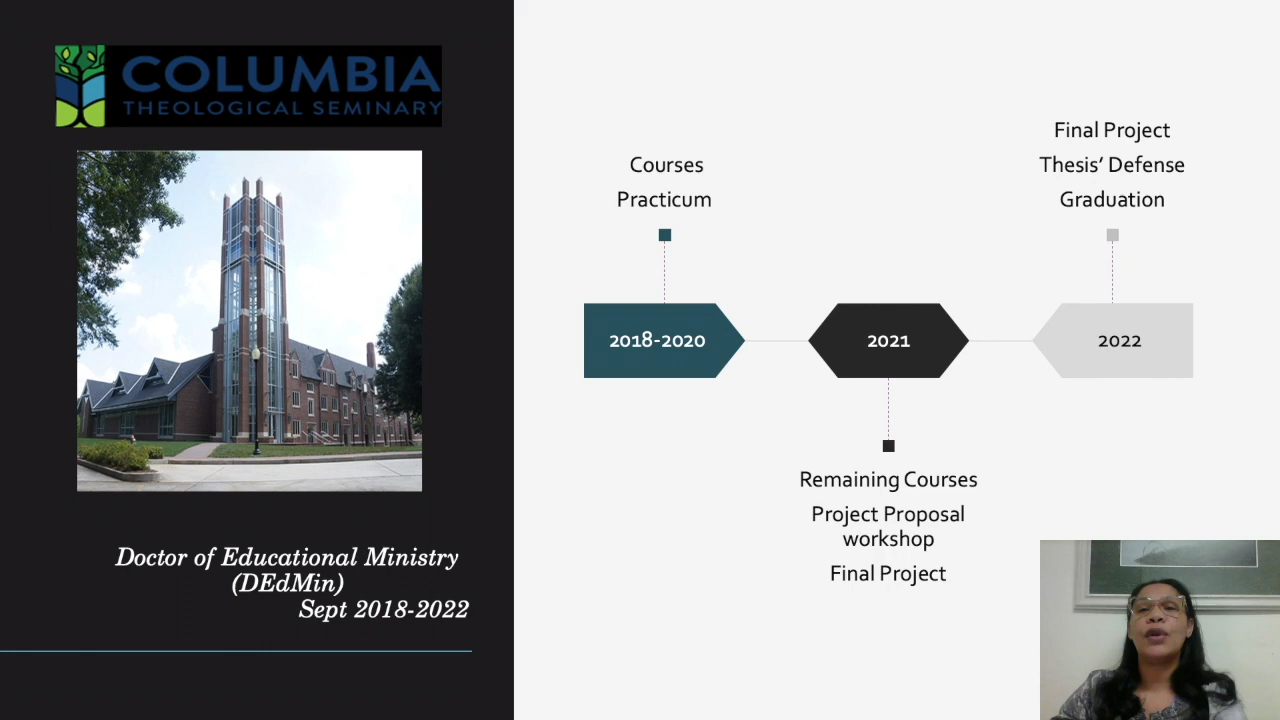 COLUMBIA
THEOLOGICAL SEMINARY
Doctor of Educational Ministry
(DEdMin)
Sept 2018-2022
Courses
Practicum
Final Project
Thesis’ Defense
Graduation
2018-2020
2021
2022
Remaining Courses
Project Proposal
workshop
Final Project